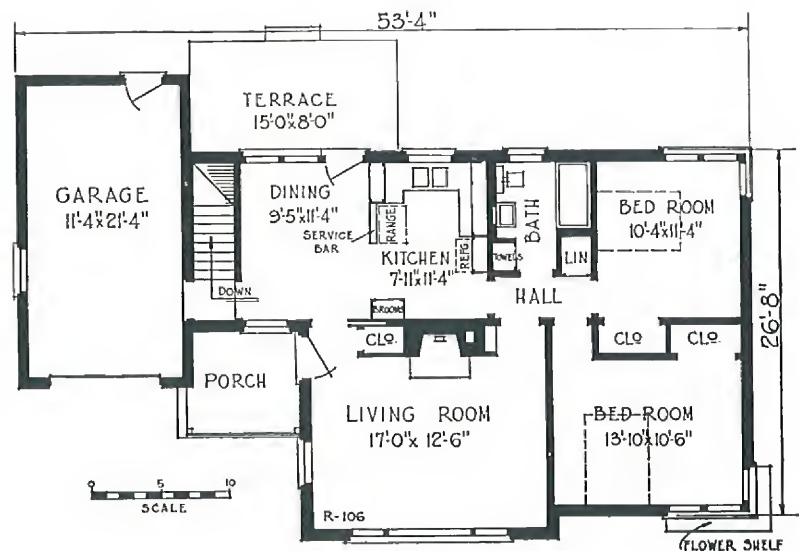 53'-4"
TERRACE
15'-0"x8'-0"
GARAGE
11'-4"x21'-4"
DINING
9'-5"x11'-4"
SERVICE
BAR
RANGE
KITCHEN
7'-11"x11'-4"
REFG
BROOMS
BATH
TOWELS
LIN
BED ROOM
10'-4"x11'-4"
HALL
DOWN
26'-8"
CLO.
CLO.
CLO.
PORCH
LIVING ROOM
17'-0" x 12'-6"
BED-ROOM
13'-10"x10'-6"
0 5 10
SCALE
R-106
FLOWER SHELF